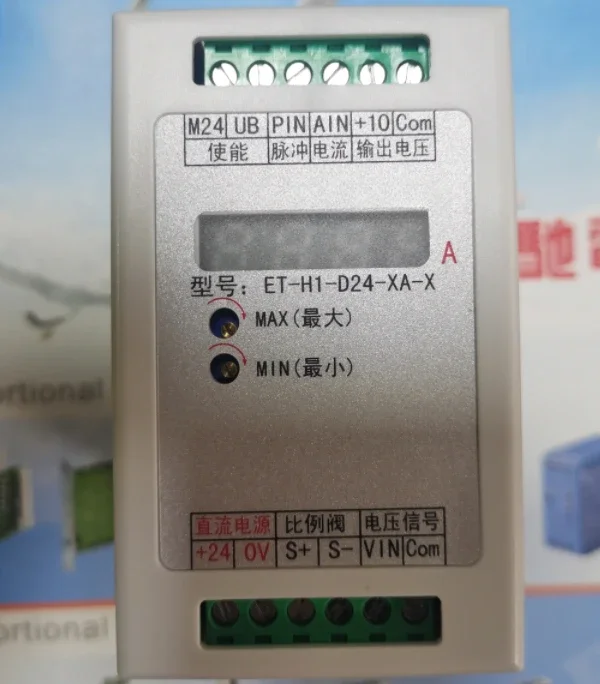 M24 UB PIN AIN +10 Com
使能 脉冲 电流 输出电压
A
型号: ET-H1-D24-XA-X
MAX(最大)
MIN(最小)
直流电源 比例阀 电压信号
+24 0V S+ S- VIN Com
ortional
ortional